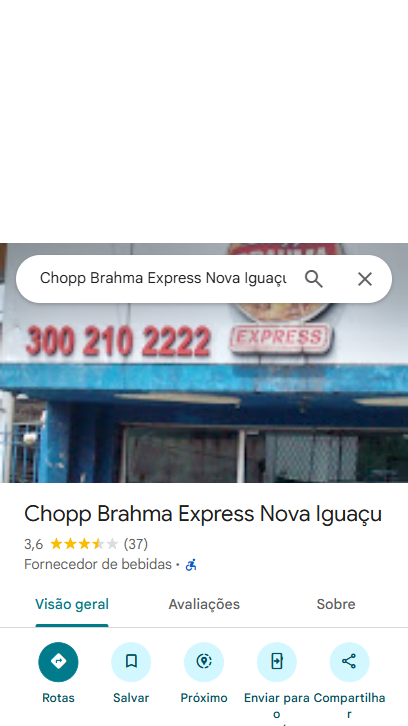 Chopp Brahma Express Nova Iguaçu
300 210 2222
EXPRESS
Chopp Brahma Express Nova Iguaçu
3,6 (37)
Fornecedor de bebidas ·
Visão geral Avaliações Sobre
Rotas Salvar Próximo Enviar para Compartilha
o r